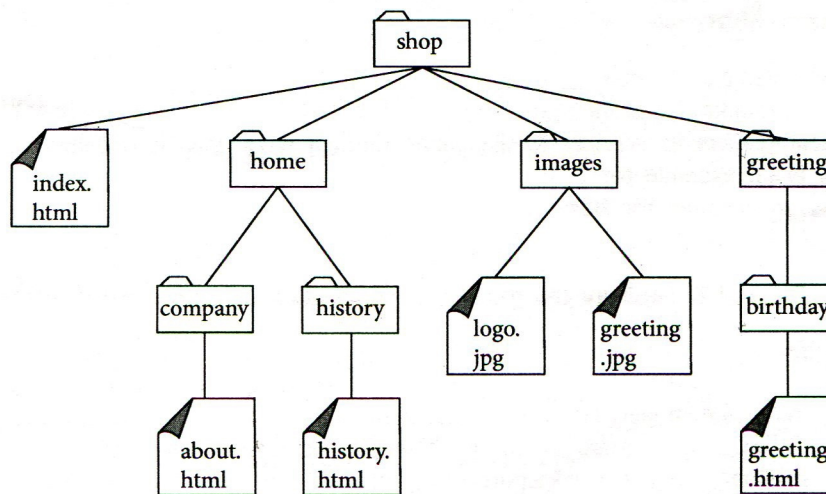 shop
index.
html
home
images
greeting
company
history
logo.
jpg
greeting
.jpg
birthday
about.
html
history.
html
greeting
.html